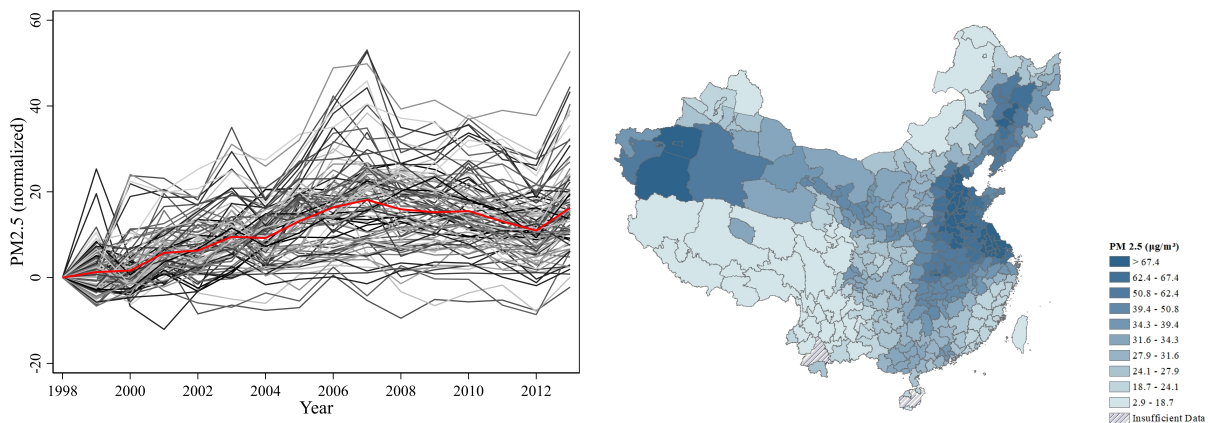 60
40
20
0
-20
PM2.5 (normalized)
1998
2000
2002
2004
2006
2008
2010
2012
Year
PM 2.5 (µg/m³)
> 67.4
62.4 - 67.4
50.8 - 62.4
39.4 - 50.8
34.3 - 39.4
31.6 - 34.3
27.9 - 31.6
24.1 - 27.9
18.7 - 24.1
2.9 - 18.7
Insufficient Data